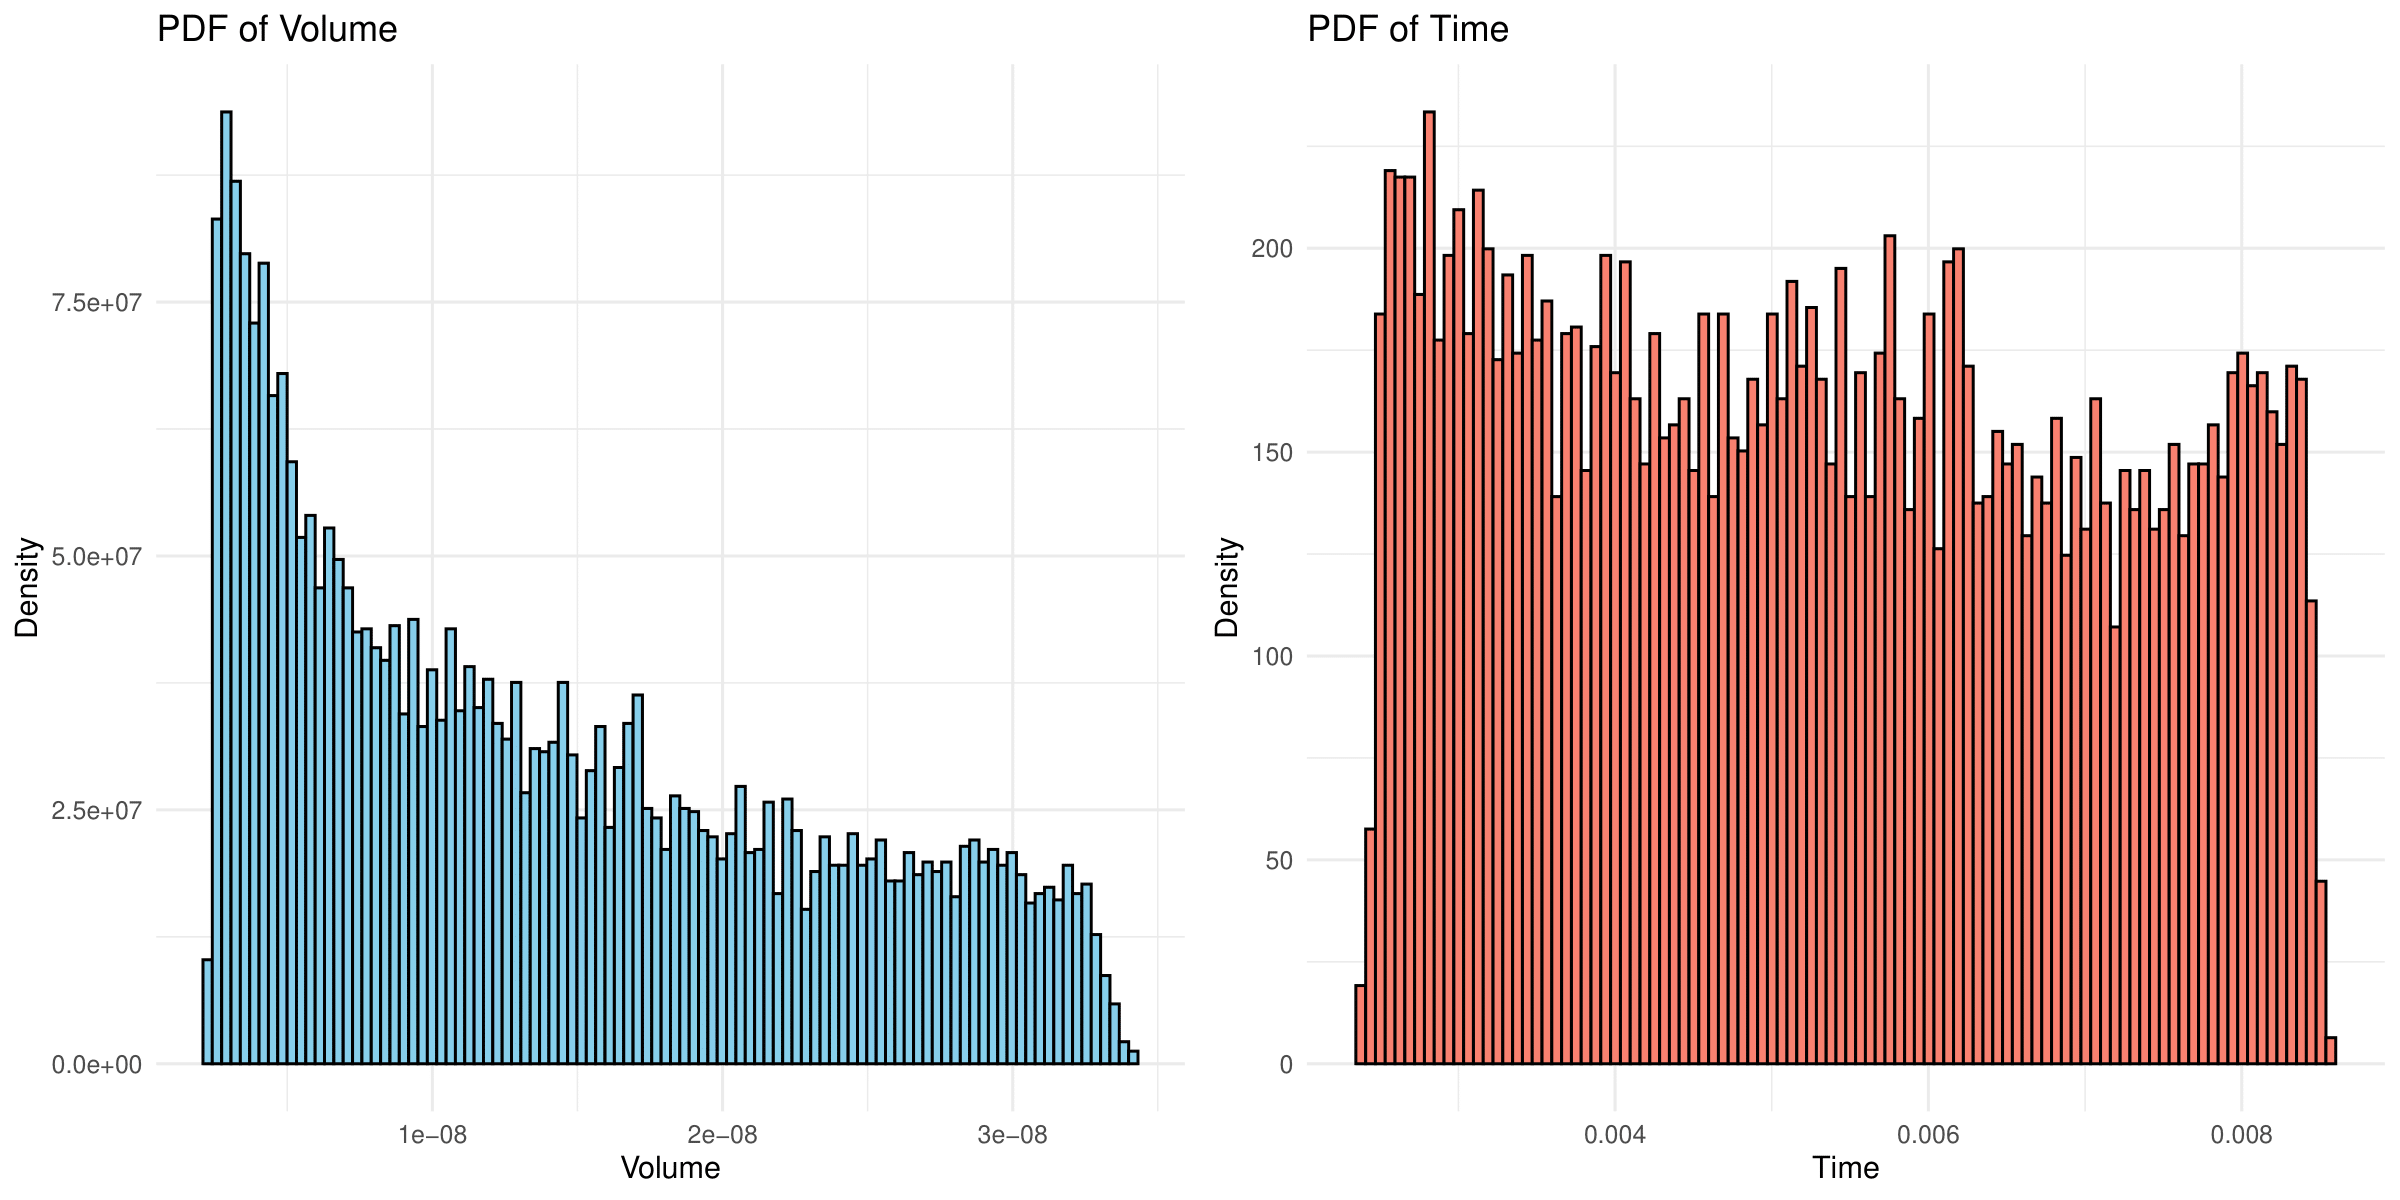 PDF of Volume
Density
7.5e+07
5.0e+07
2.5e+07
0.0e+00
1e−08
2e−08
3e−08
Volume
PDF of Time
Density
200
150
100
50
0
0.004
0.006
0.008
Time